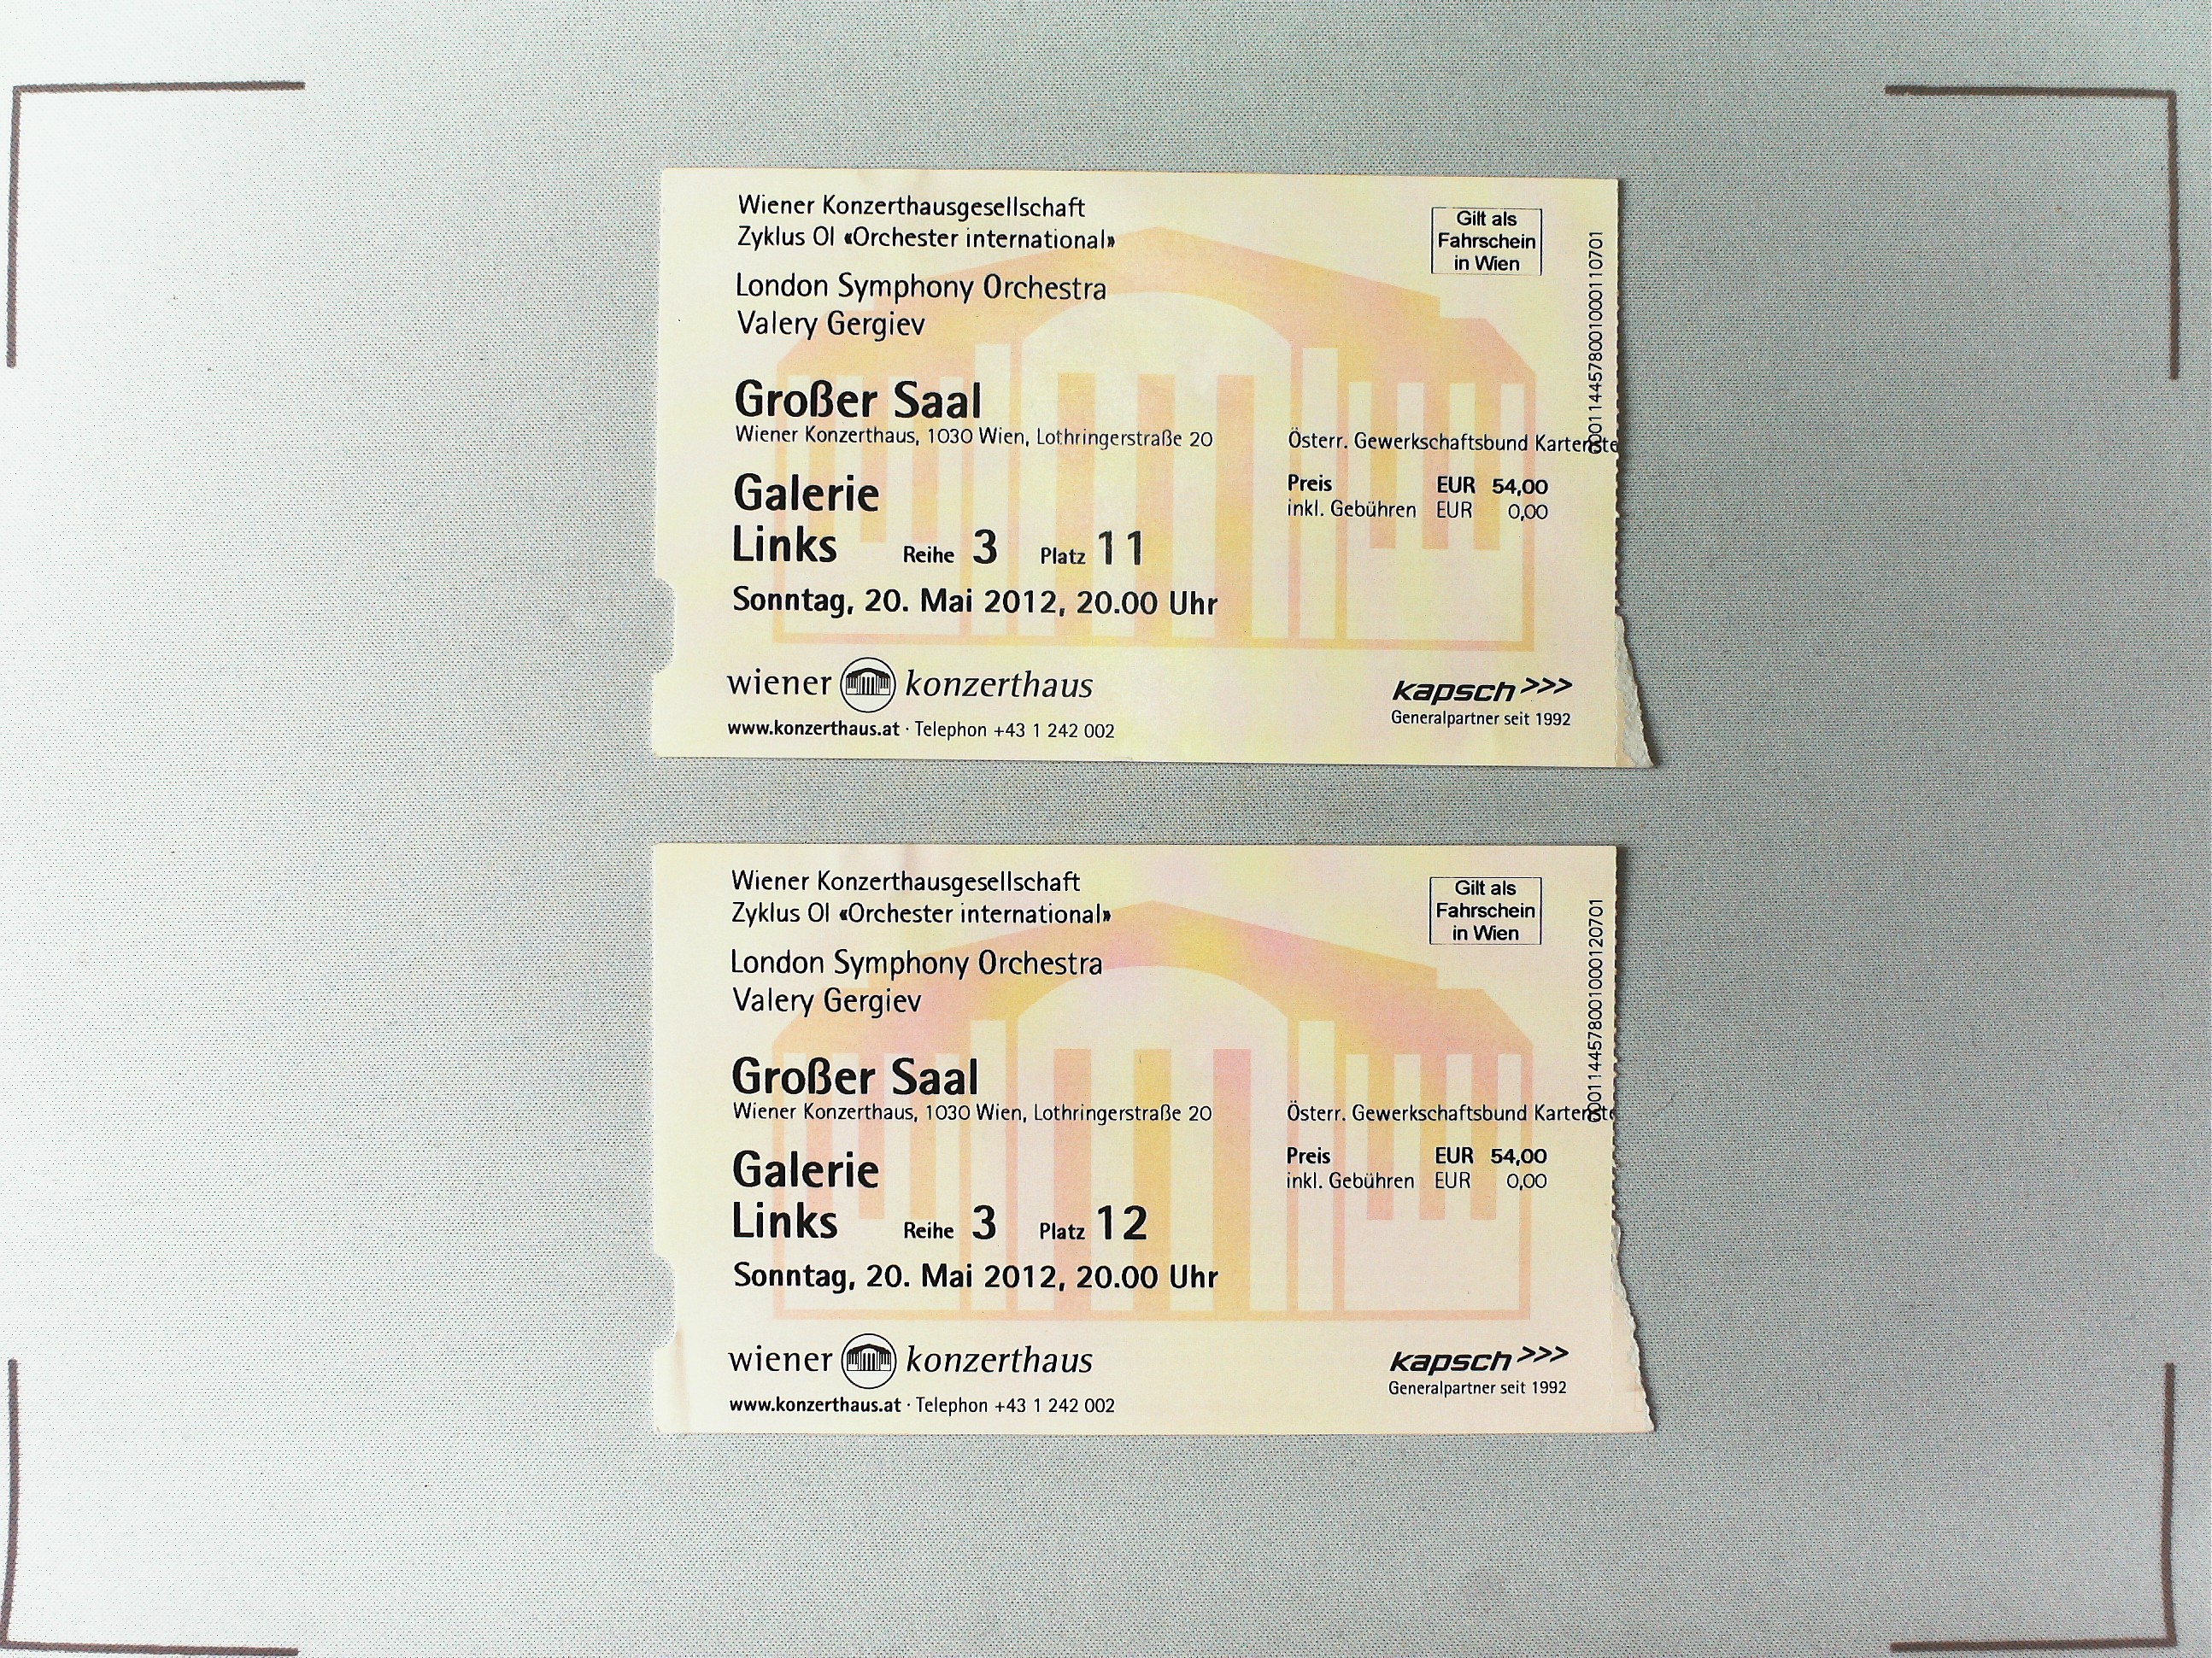 Wiener Konzerthausgesellschaft
Zyklus OI «Orchester international»
London Symphony Orchestra
Valery Gergiev
Gilt als
Fahrschein
in Wien
Großer Saal
Wiener Konzerthaus, 1030 Wien, Lothringerstraße 20
Österr. Gewerkschaftsbund
Galerie
Links Reihe 3 Platz 11
Preis EUR 54,00
inkl. Gebühren EUR 0,00
Sonntag, 20. Mai 2012, 20.00 Uhr
wiener konzerthaus
www.konzerthaus.at · Telephon +43 1 242 002
kapsch >>>
Generalpartner seit 1992
Wiener Konzerthausgesellschaft
Zyklus OI «Orchester international»
London Symphony Orchestra
Valery Gergiev
Gilt als
Fahrschein
in Wien
Großer Saal
Wiener Konzerthaus, 1030 Wien, Lothringerstraße 20
Österr. Gewerkschaftsbund
Galerie
Links Reihe 3 Platz 12
Preis EUR 54,00
inkl. Gebühren EUR 0,00
Sonntag, 20. Mai 2012, 20.00 Uhr
wiener konzerthaus
www.konzerthaus.at · Telephon +43 1 242 002
kapsch >>>
Generalpartner seit 1992